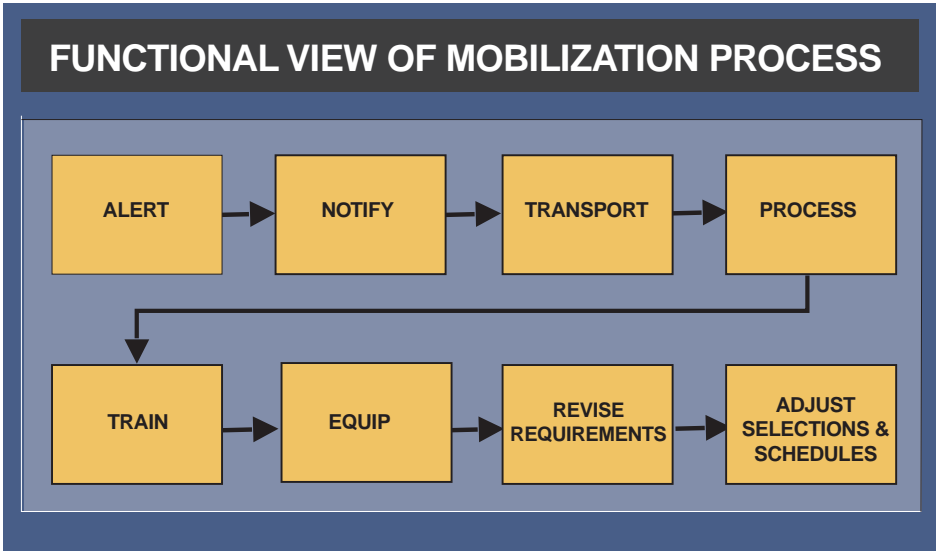 FUNCTIONAL VIEW OF MOBILIZATION PROCESS
ALERT
NOTIFY
TRANSPORT
PROCESS
TRAIN
EQUIP
REVISE
REQUIREMENTS
ADJUST
SELECTIONS &
SCHEDULES